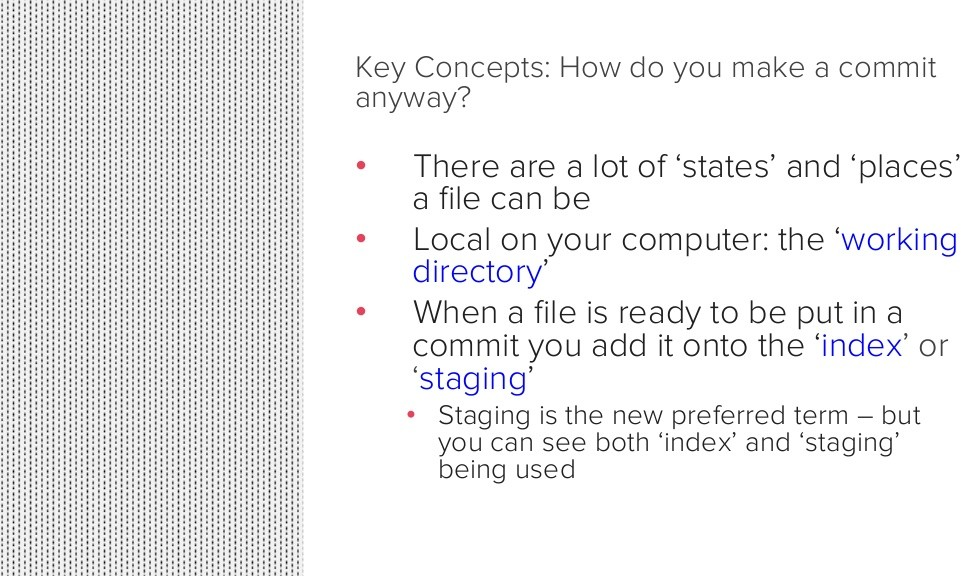 Key Concepts: How do you make a commit
anyway?
• There are a lot of ‘states’ and ‘places’
a file can be
• Local on your computer: the ‘working
directory’
• When a file is ready to be put in a
commit you add it onto the ‘index’ or
‘staging’
• Staging is the new preferred term – but
you can see both ‘index’ and ‘staging’
being used